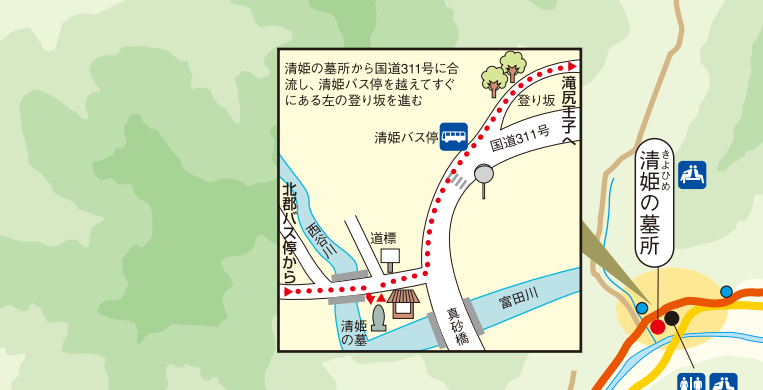 清姫の墓所から国道311号に合
流し、清姫バス停を越えてすぐ
にある左の登り坂を進む
登り坂
滝尻王子へ
国道311号
清姫バス停
北郡バス停から
西谷川
道標
清姫
の墓
真砂橋
富田川
きよひめ
清姫の墓所